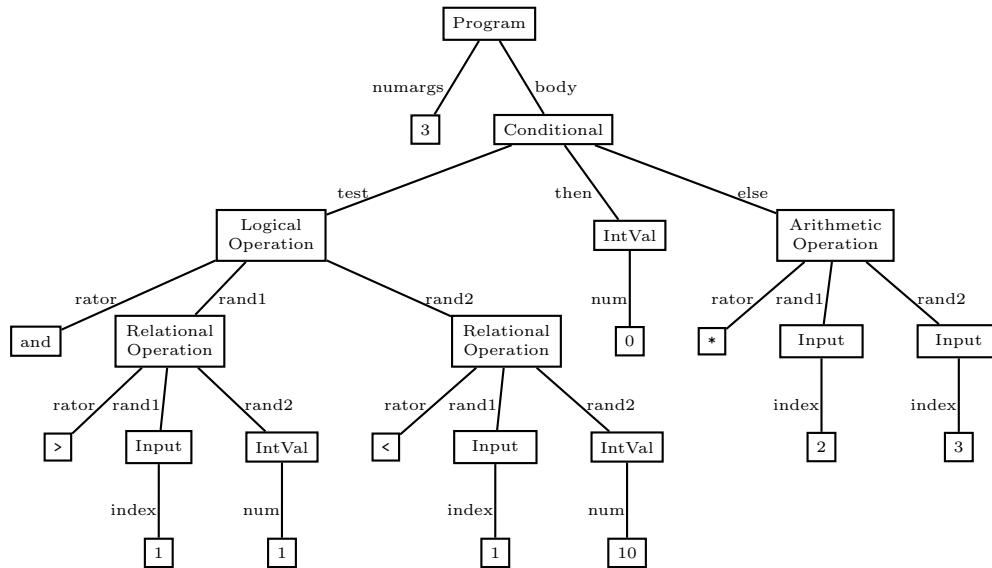 Program
numargs
body
3
Conditional
test
then
else
Logical
Operation
IntVal
Arithmetic
Operation
rator
rand1
rand2
num
rator
rand1
rand2
and
Relational
Operation
Relational
Operation
0
*
Input
Input
rator
rand1
rand2
rator
rand1
rand2
index
index
>
Input
IntVal
<
Input
IntVal
2
3
index
num
index
num
1
1
1
10